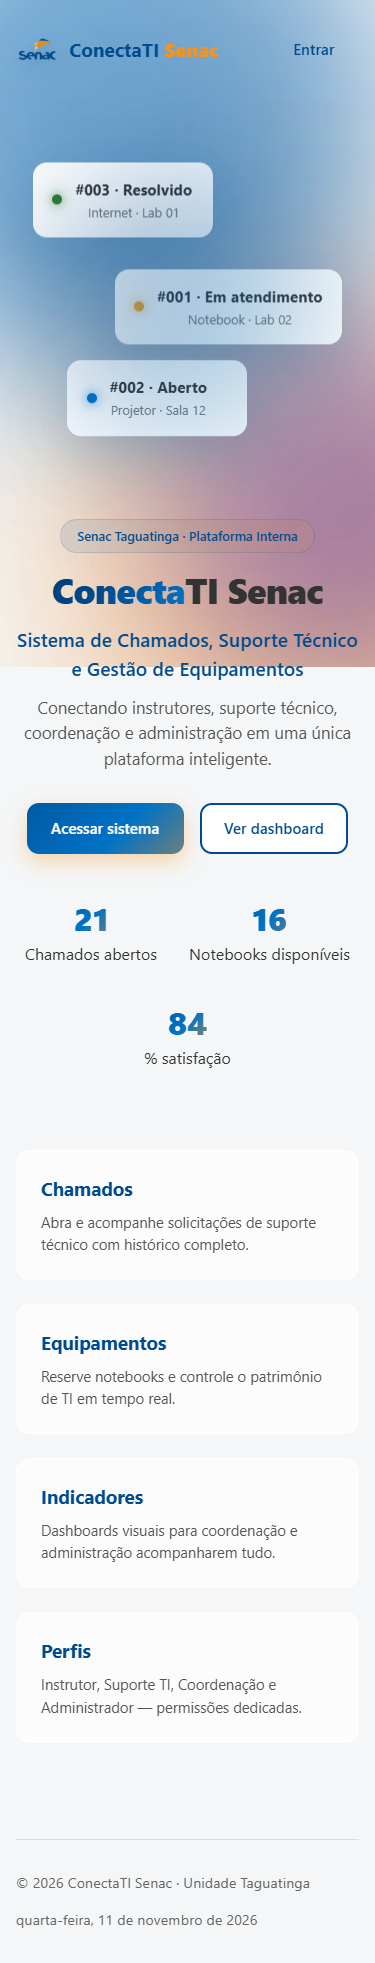 Senac
ConectaTI Senac
Entrar
#003 · Resolvido
Internet · Lab 01
#001 · Em atendimento
Notebook · Lab 02
#002 · Aberto
Projetor · Sala 12
Senac Taguatinga · Plataforma Interna
ConectaTI Senac
Sistema de Chamados, Suporte Técnico
e Gestão de Equipamentos
Conectando instrutores, suporte técnico,
coordenação e administração em uma única
plataforma inteligente.
Acessar sistema
Ver dashboard
21
Chamados abertos
16
Notebooks disponíveis
84
% satisfação
Chamados
Abra e acompanhe solicitações de suporte
técnico com histórico completo.
Equipamentos
Reserve notebooks e controle o patrimônio
de TI em tempo real.
Indicadores
Dashboards visuais para coordenação e
administração acompanharem tudo.
Perfis
Instrutor, Suporte TI, Coordenação e
Administrador — permissões dedicadas.
© 2026 ConectaTI Senac · Unidade Taguatinga
quarta-feira, 11 de novembro de 2026